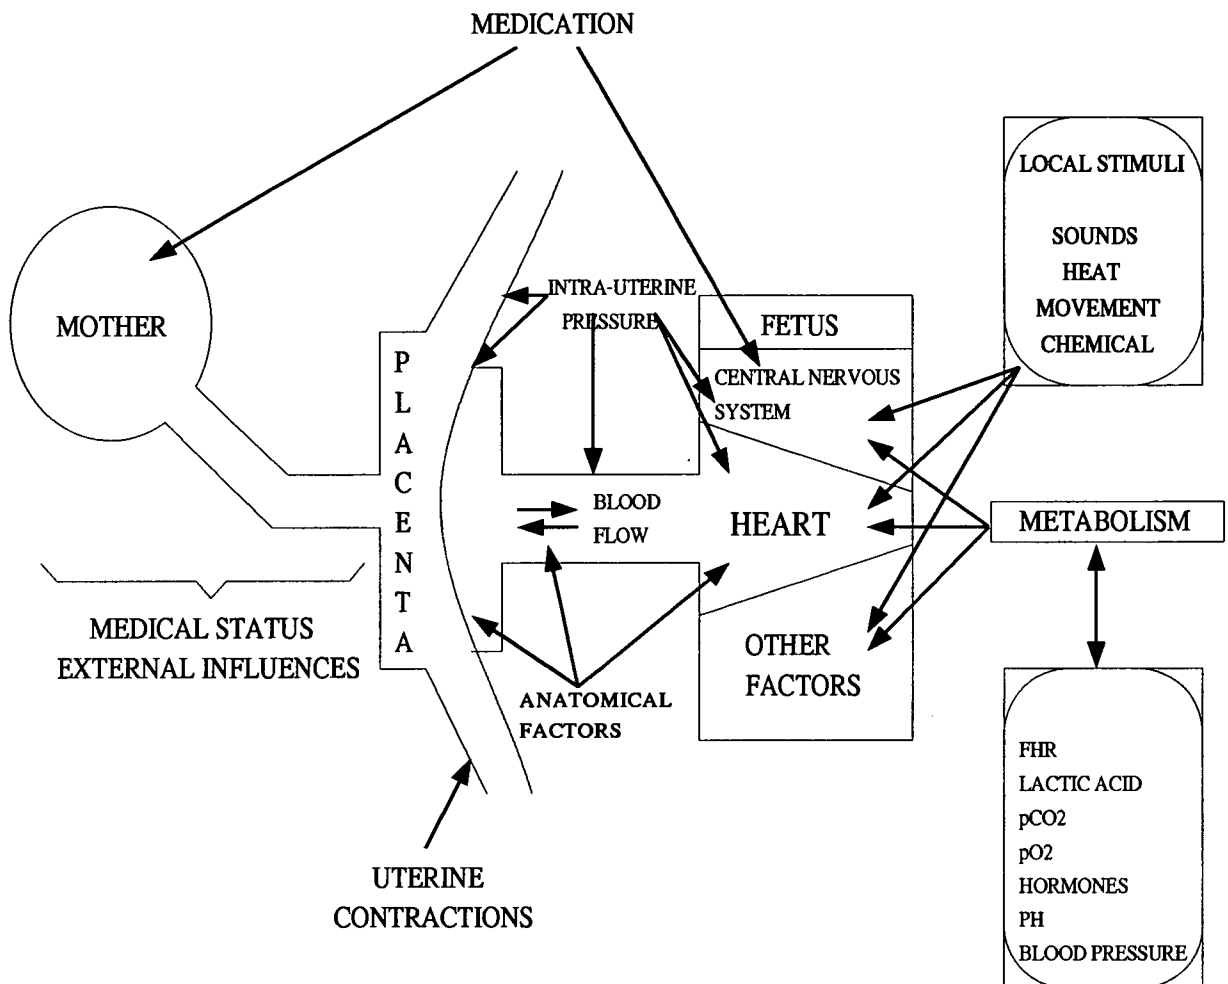 MEDICATION
LOCAL STIMULI
SOUNDS
HEAT
MOVEMENT
CHEMICAL
INTRA-UTERINE
PRESSURE
MOTHER
FETUS
PLACENTA
CENTRAL NERVOUS
SYSTEM
BLOOD
FLOW
HEART
METABOLISM
MEDICAL STATUS
EXTERNAL INFLUENCES
OTHER
FACTORS
ANATOMICAL
FACTORS
FHR
LACTIC ACID
pCO2
pO2
HORMONES
PH
BLOOD PRESSURE
UTERINE
CONTRACTIONS